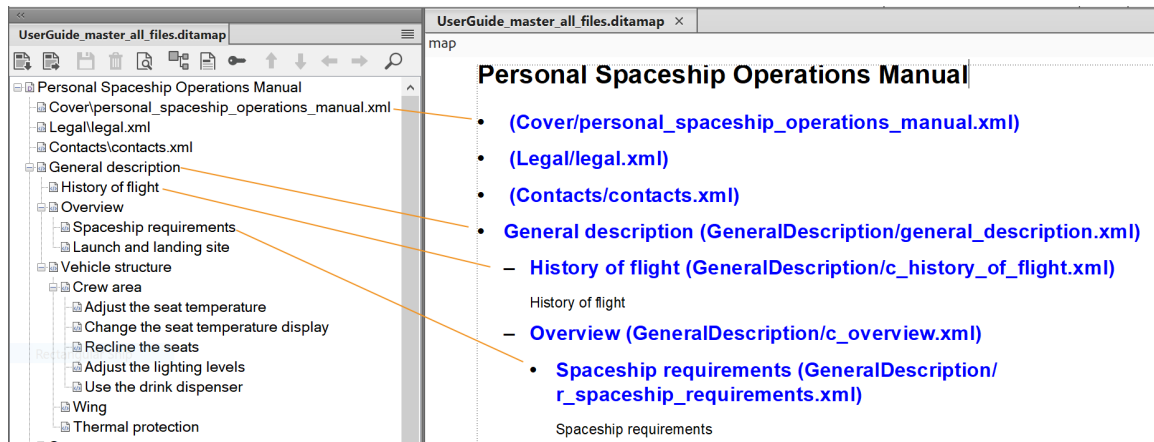 UserGuide_master_all_files.ditamap
Personal Spaceship Operations Manual
Cover\personal_spaceship_operations_manual.xml
Legal\legal.xml
Contacts\contacts.xml
General description
History of flight
Overview
Spaceship requirements
Launch and landing site
Vehicle structure
Crew area
Adjust the seat temperature
Change the seat temperature display
Recline the seats
Adjust the lighting levels
Use the drink dispenser
Wing
Thermal protection
UserGuide_master_all_files.ditamap ×
map
Personal Spaceship Operations Manual
• (Cover/personal_spaceship_operations_manual.xml)
• (Legal/legal.xml)
• (Contacts/contacts.xml)
• General description (GeneralDescription/general_description.xml)
– History of flight (GeneralDescription/c_history_of_flight.xml)
History of flight
– Overview (GeneralDescription/c_overview.xml)
• Spaceship requirements (GeneralDescription/
r_spaceship_requirements.xml)
Spaceship requirements